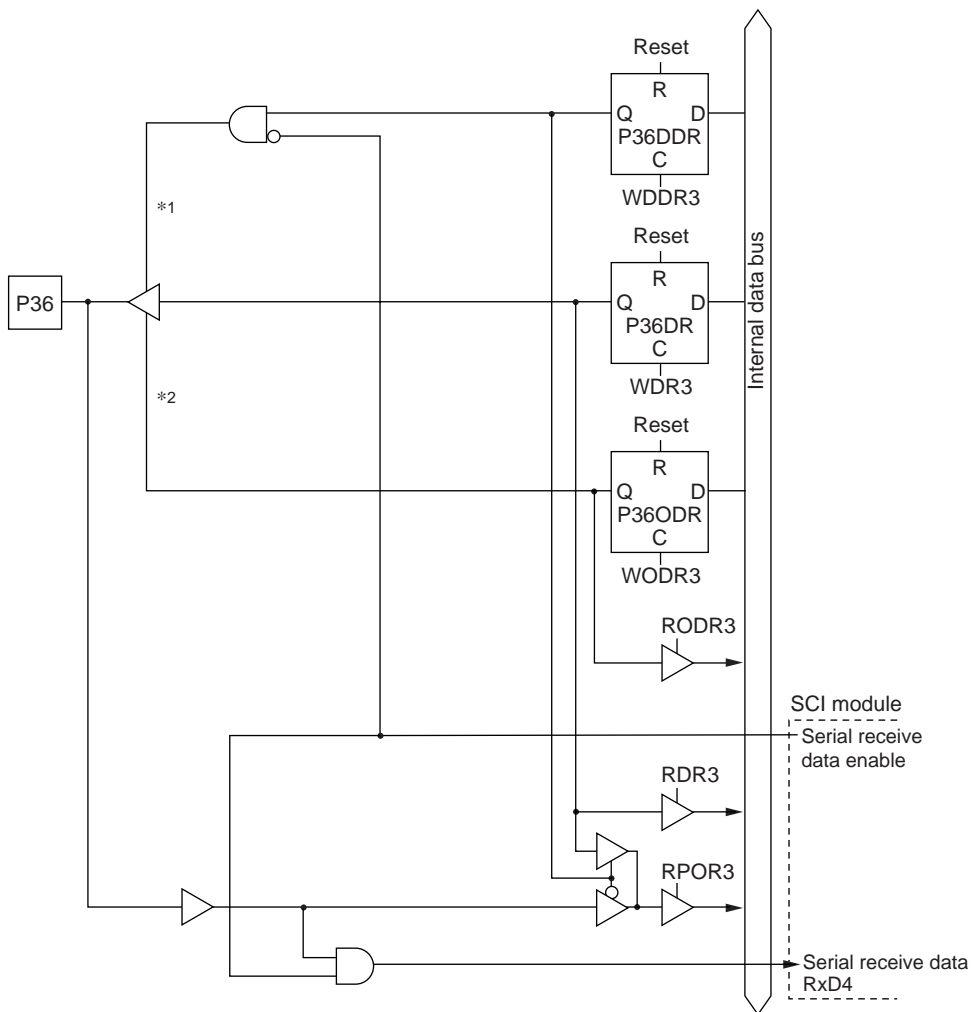 Reset
R
Q D
P36DDR
C
WDDR3
*1
Reset
R
P36
Q D
P36DR
C
WDR3
Internal data bus
*2
Reset
R
Q D
P36ODR
C
WODR3
RODR3
SCI module
Serial receive
data enable
RDR3
RPOR3
Serial receive data
RxD4